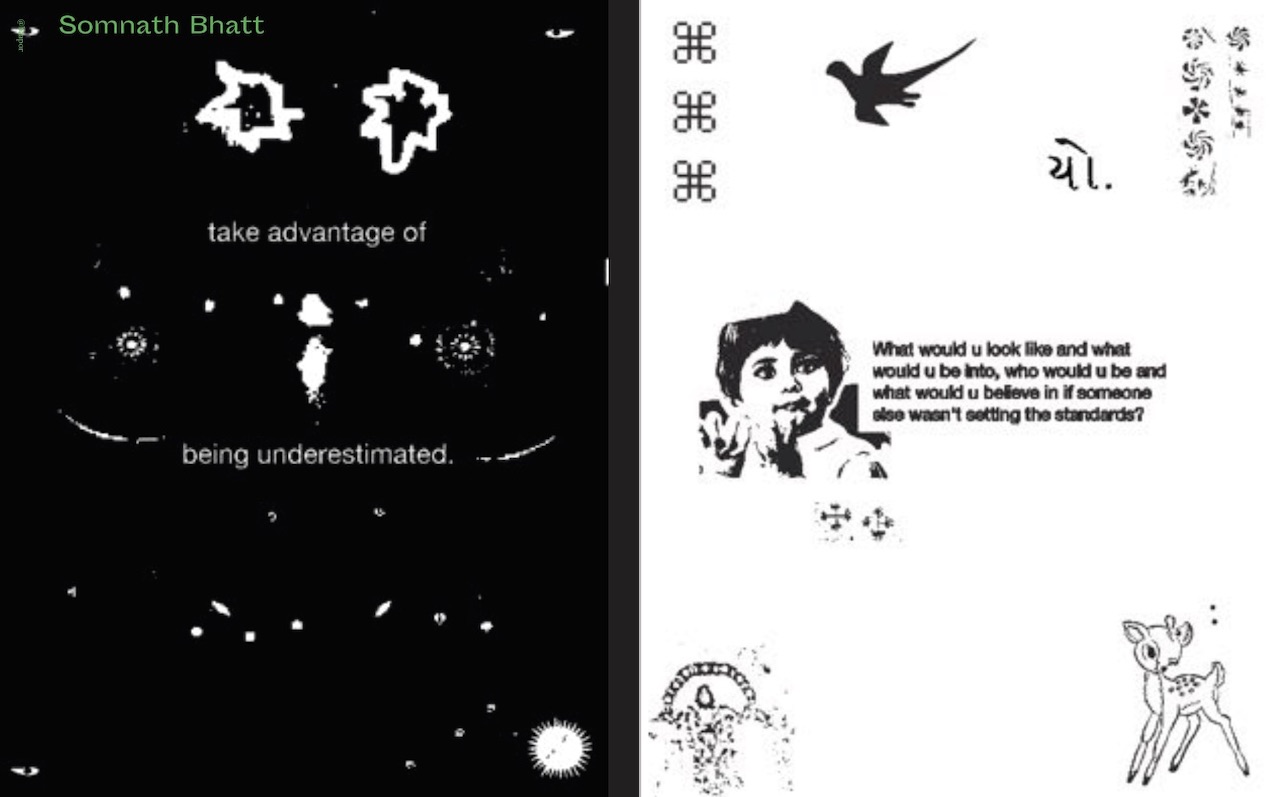 Somnath Bhatt
take advantage of
being underestimated.
યો.
What would u look like and what
would u be into, who would u be and
what would u believe in if someone
else wasn't setting the standards?